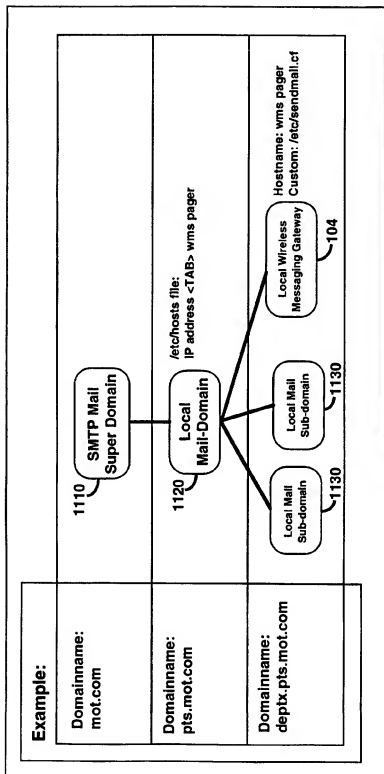 Example:
Domainname:
mot.com
Domainname:
pts.mot.com
Domainname:
deptx.pts.mot.com
1110
SMTP Mail
Super Domain
1120
Local
Mail-Domain
/etc/hosts file:
IP address <TAB> wms pager
1130
Local Mail
Sub-domain
Local Mail
Sub-domain
1130
Local Wireless
Messaging Gateway
104
Hostname: wms pager
Custom: /etc/sendmail.cf